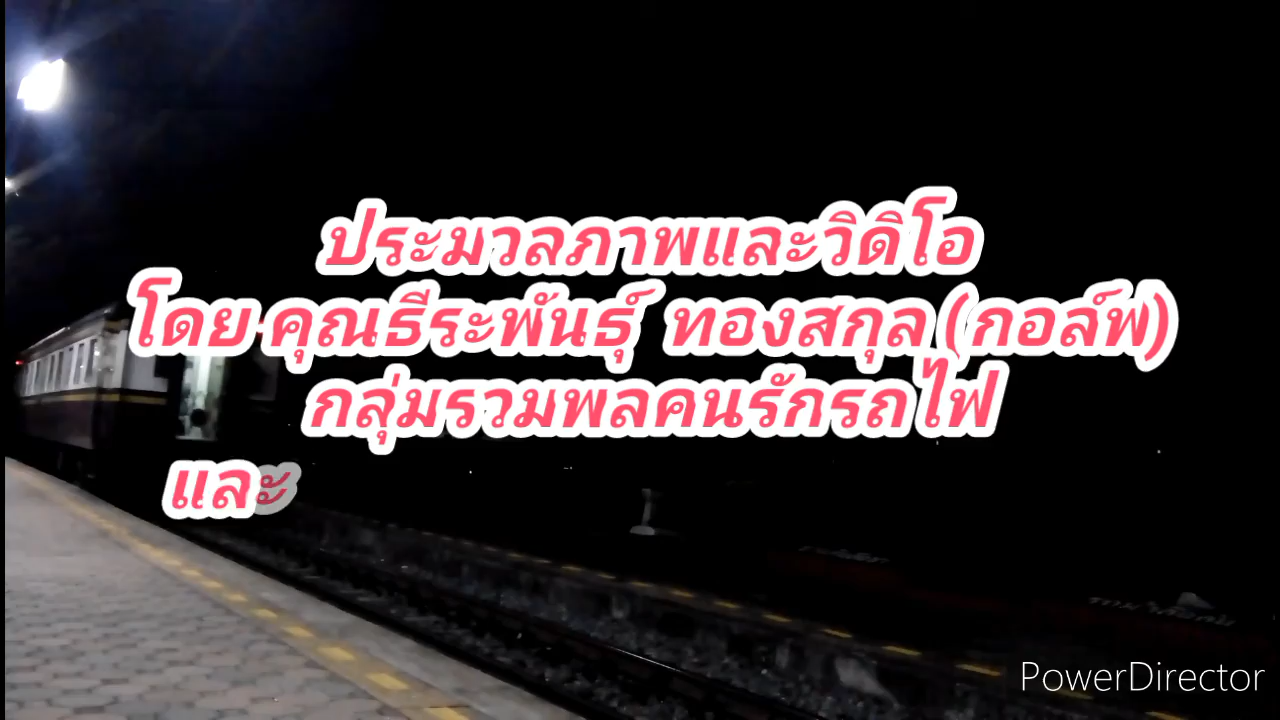 ประมวลภาพและวิดิโอ
โดย คุณธีระพันธุ์ ทองสกุล (กอล์ฟ)
กลุ่มรวมพลคนรักรถไฟ
และ
PowerDirector